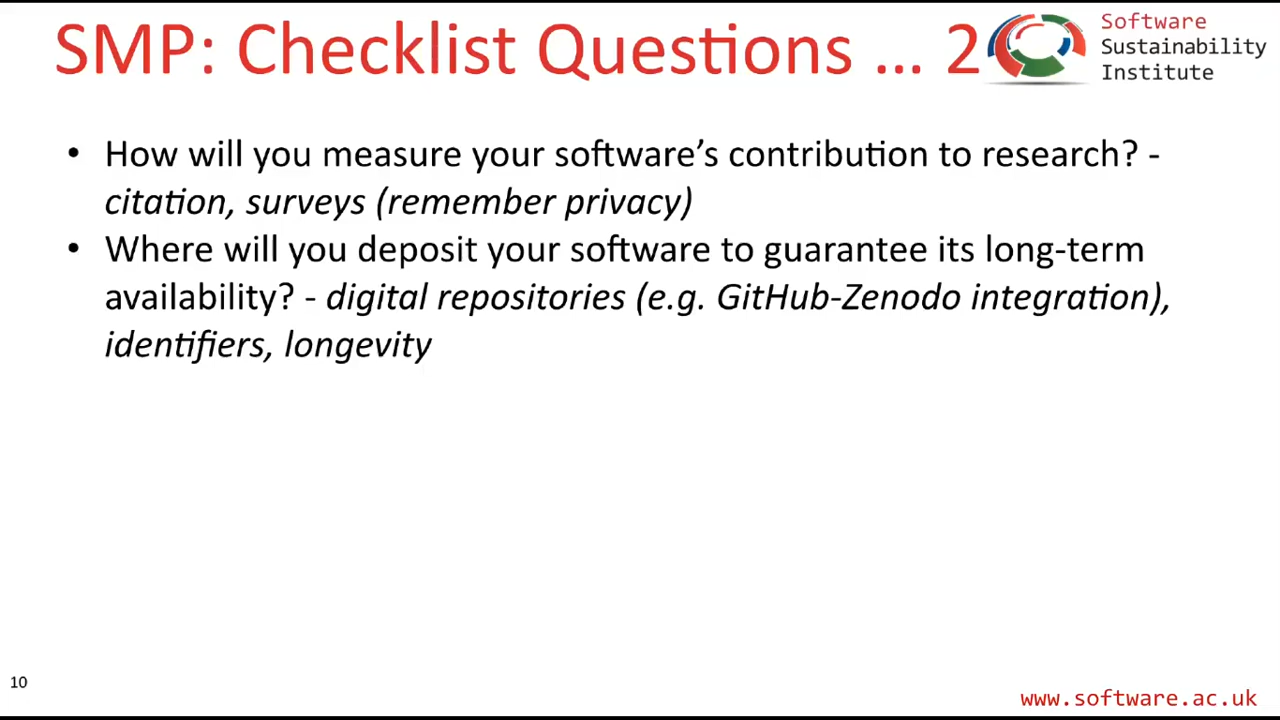 SMP: Checklist Questions ... 2
Software
Sustainability
Institute
• How will you measure your software’s contribution to research? -
citation, surveys (remember privacy)
• Where will you deposit your software to guarantee its long-term
availability? - digital repositories (e.g. GitHub-Zenodo integration),
identifiers, longevity
10
www.software.ac.uk